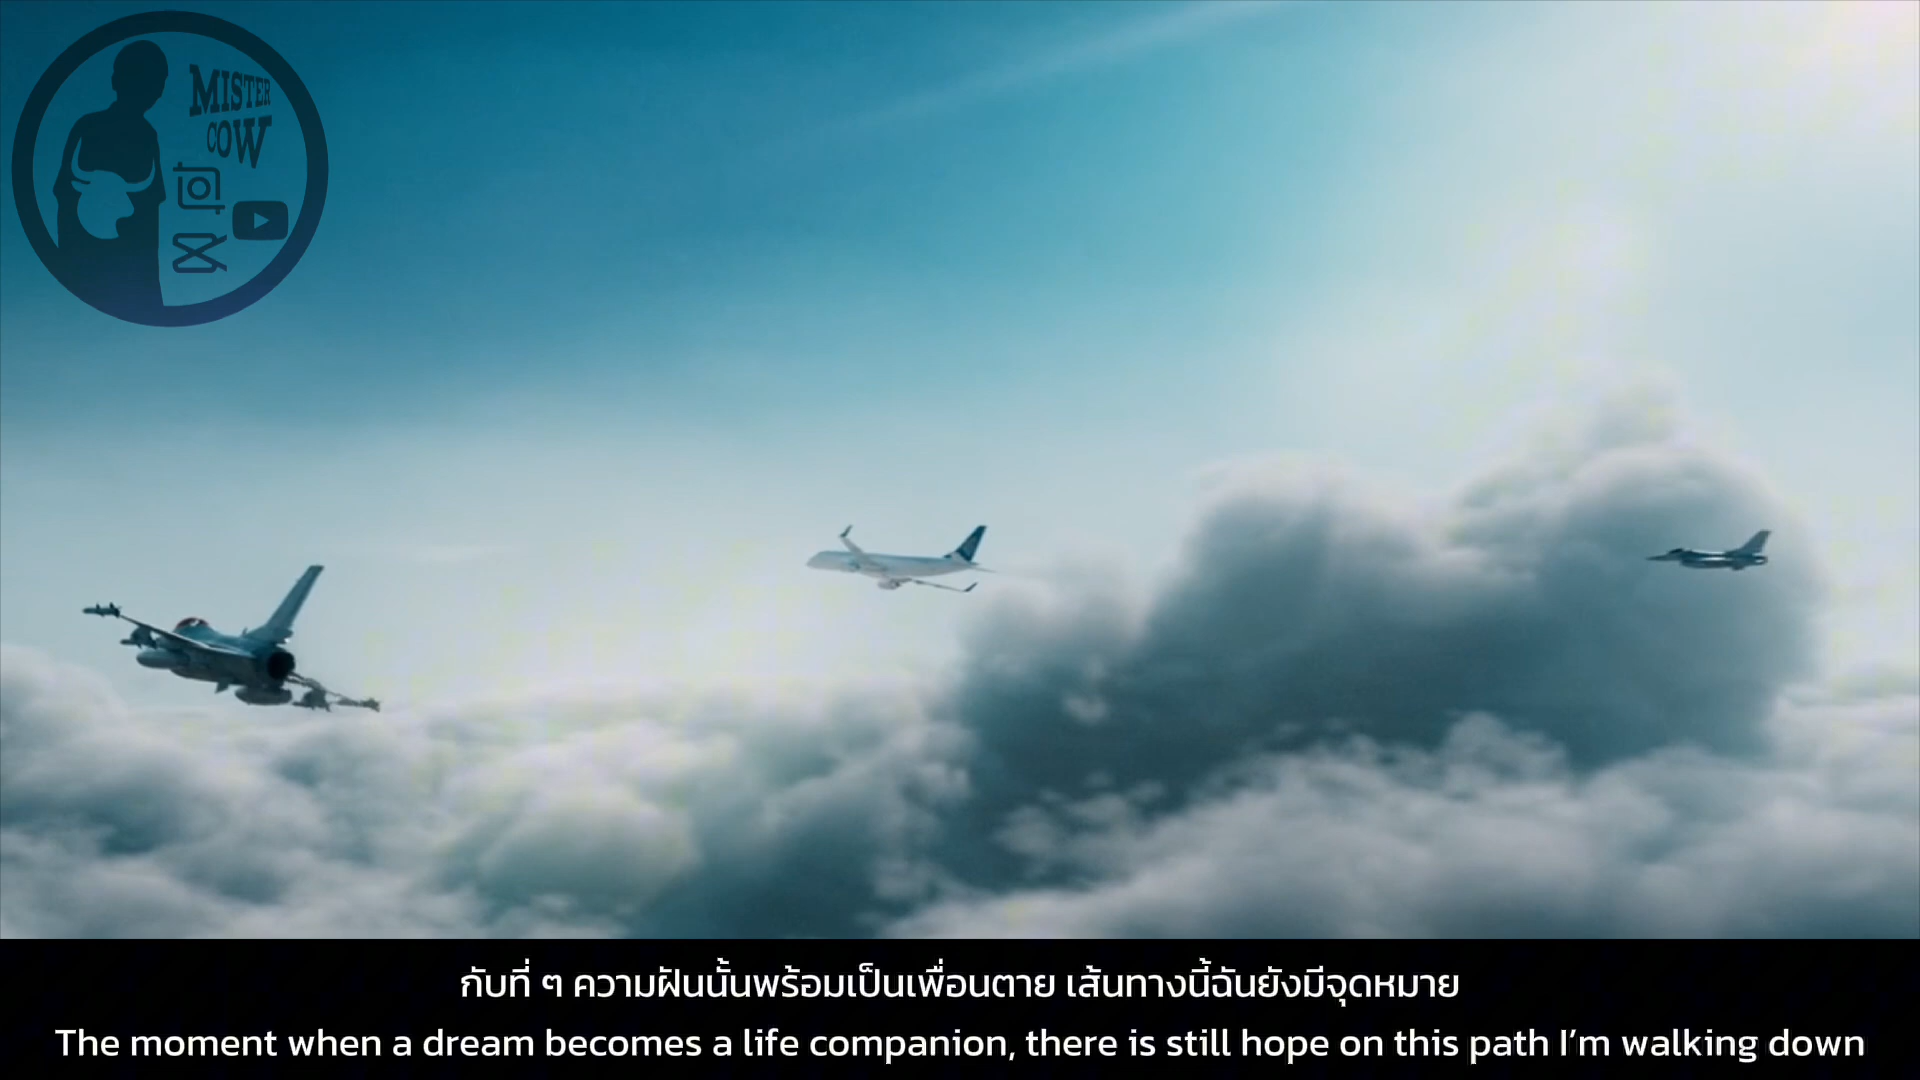 MISTER
COW
กับที่ ๆ ความฝันนั้นพร้อมเป็นเพื่อนตาย เส้นทางนี้ฉันยังมีจุดหมาย
The moment when a dream becomes a life companion, there is still hope on this path I’m walking down